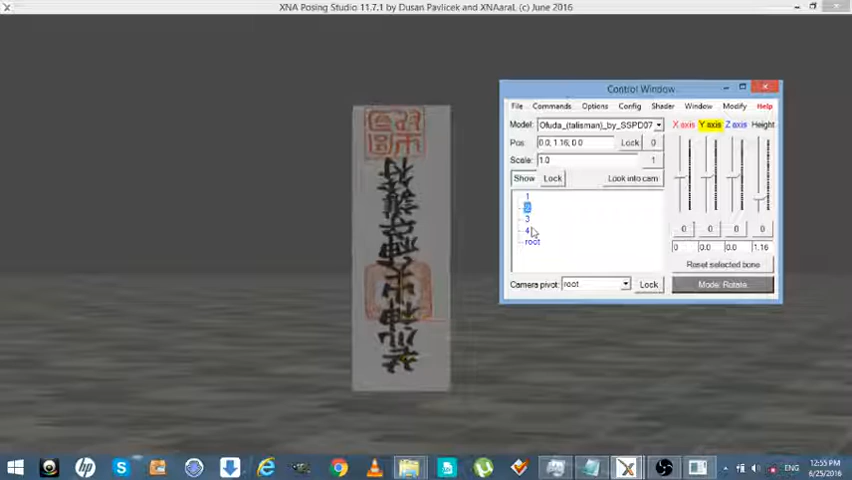 XNA Posing Studio 11.7.1 by Dusan Pavlicek and XNAaraL (c) June 2016
Control Window
File Commands Options Config Shader Window Modify Help
Model: Ofuda_(talisman)_by_SSPD07
X axis Y axis Z axis Height
Pos: 0.0, 1.16, 0.0 Lock 0
Scale: 1.0 1
Show Lock Look into cam
1
2
3
4
root
0 0 0 0
0 0.0 0.0 1.16
Reset selected bone
Camera pivot: root Lock Mode: Rotate
ENG
12:55 PM
6/25/2016